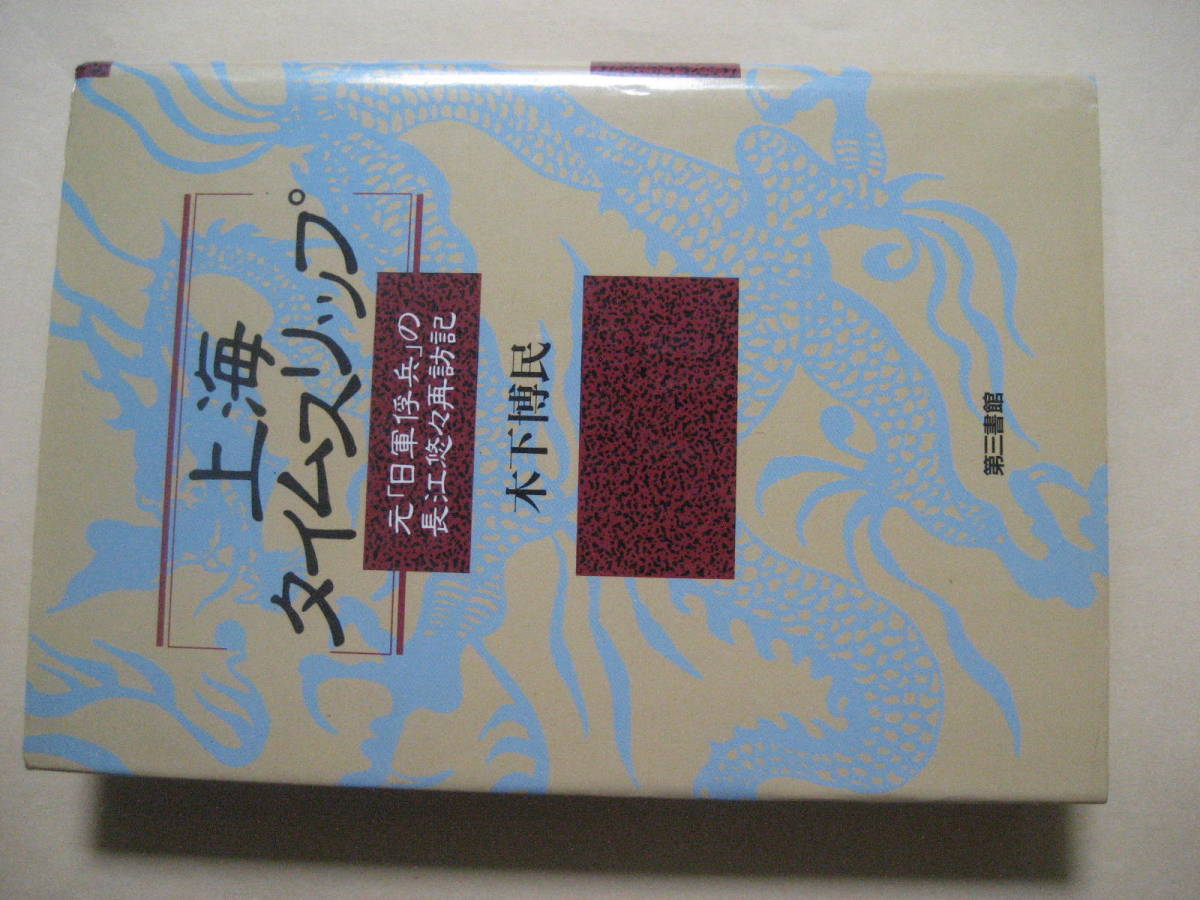 上海
タイムスリップ
元「日軍俘兵」の
長江悠々再訪記
木下博民
第三書館